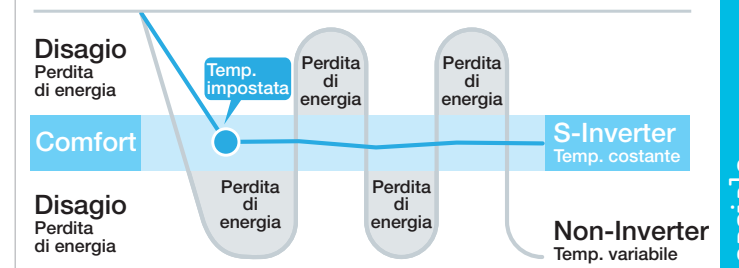 Disagio
Perdita
di energia
Temp.
impostata
Perdita
di
energia
Perdita
di
energia
Comfort
S-Inverter
Temp. costante
Disagio
Perdita
di energia
Perdita
di
energia
Perdita
di
energia
Non-Inverter
Temp. variabile